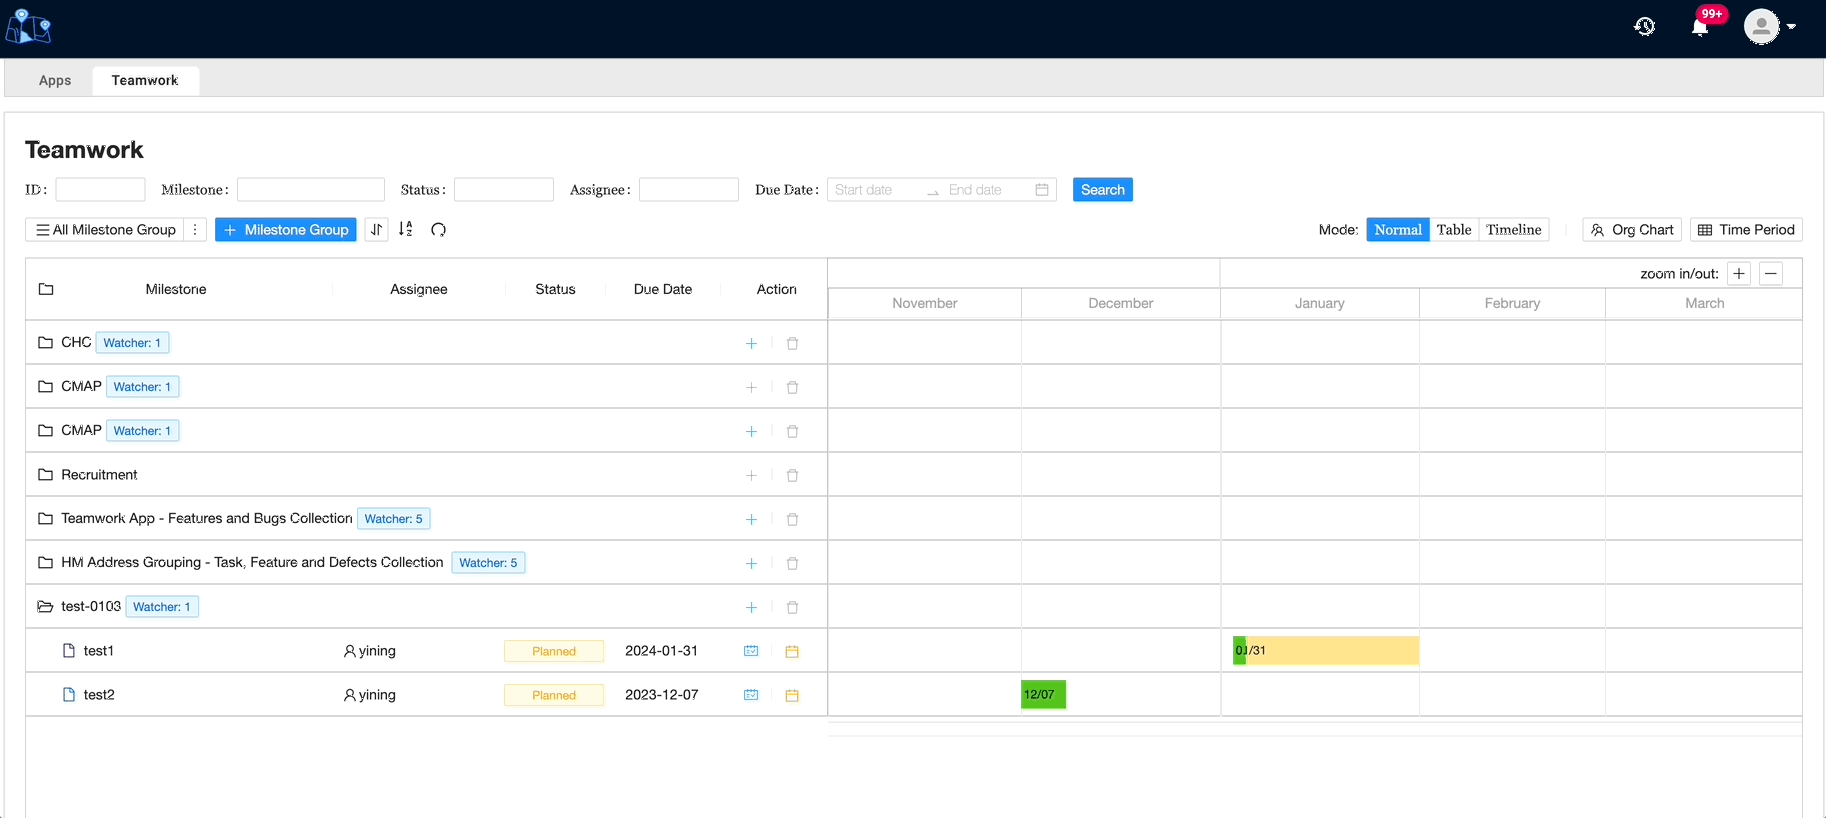 99+
Apps Teamwork
Teamwork
ID: Milestone: Status: Assignee: Due Date: Start date End date Search
All Milestone Group + Milestone Group Mode: Normal Table Timeline Org Chart Time Period
zoom in/out: + −
Milestone Assignee Status Due Date Action
November December January February March
CHC Watcher: 1
CMAP Watcher: 1
CMAP Watcher: 1
Recruitment
Teamwork App - Features and Bugs Collection Watcher: 5
HM Address Grouping - Task, Feature and Defects Collection Watcher: 5
test-0103 Watcher: 1
test1 yining Planned 2024-01-31 01/31
test2 yining Planned 2023-12-07 12/07